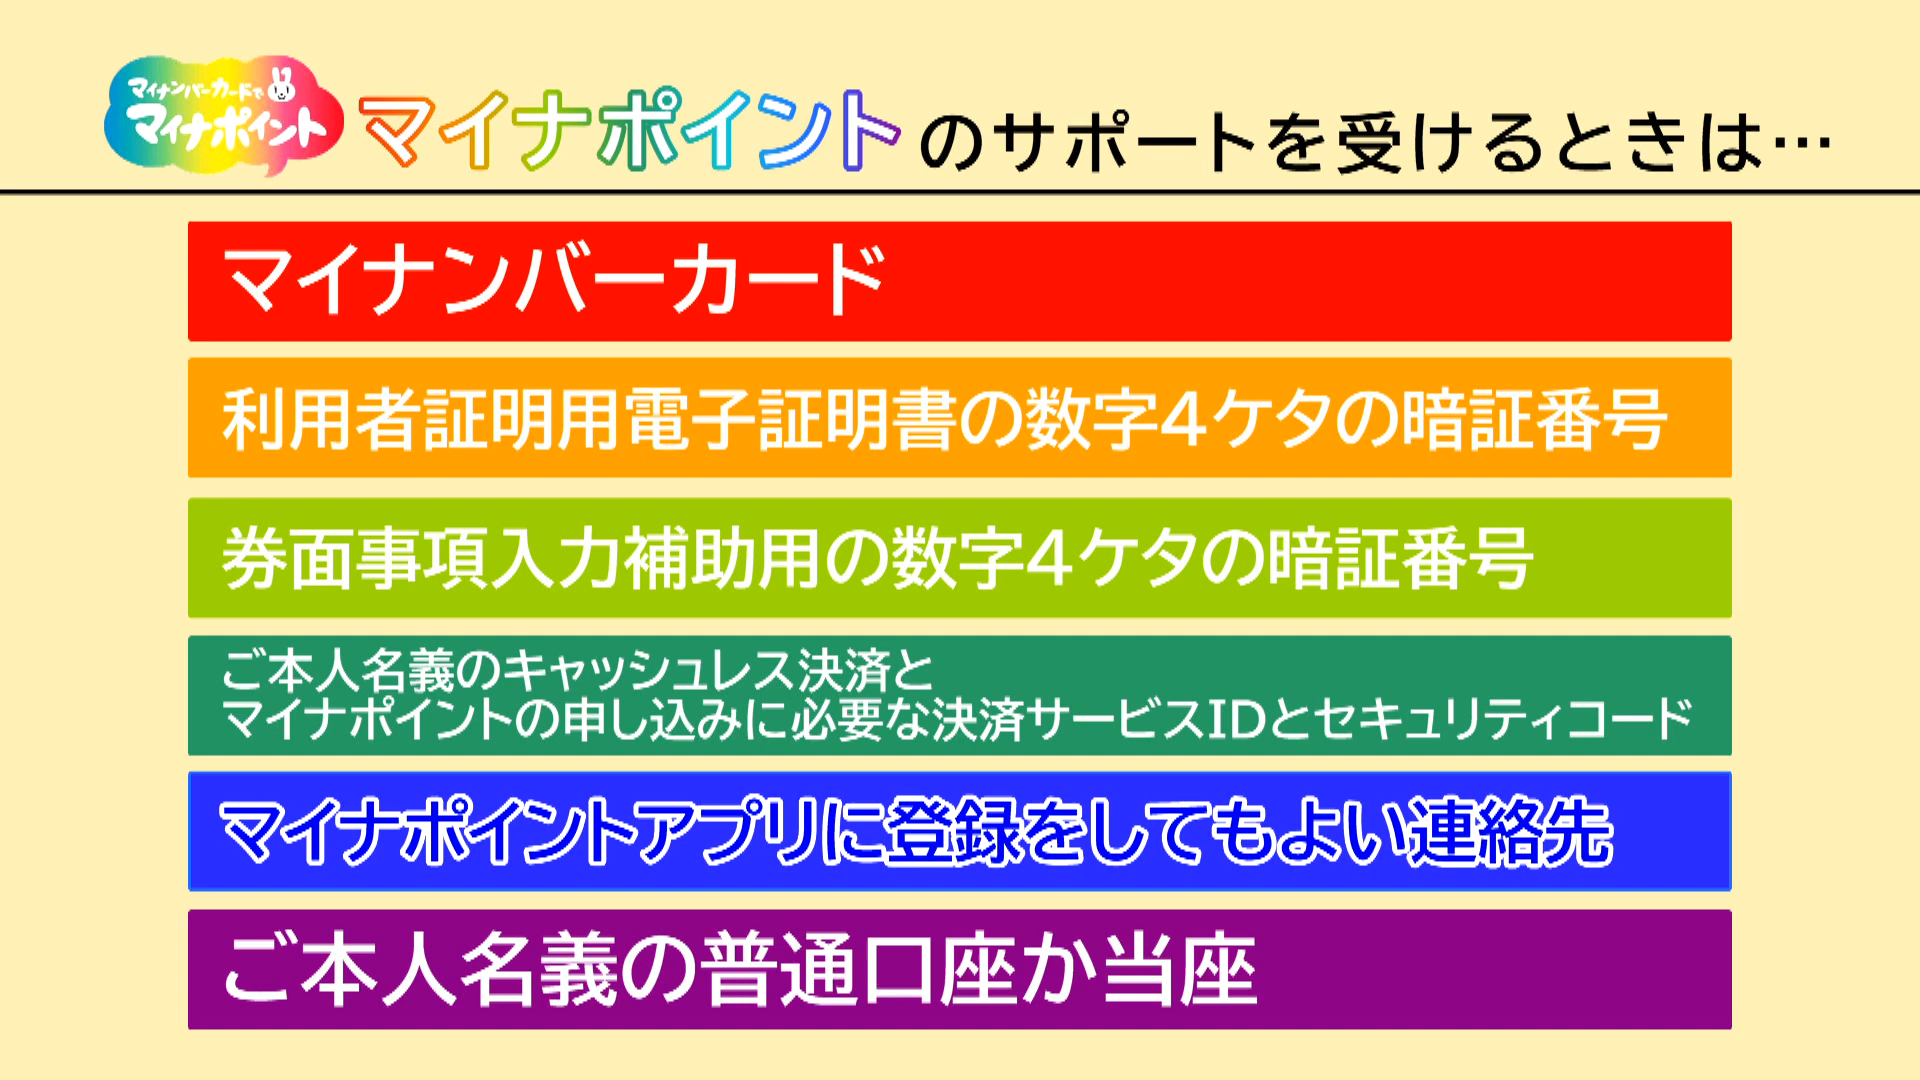 マイナンバーカードで
マイナポイント
マイナポイントのサポートを受けるときは…
マイナンバーカード
利用者証明用電子証明書の数字4ケタの暗証番号
券面事項入力補助用の数字4ケタの暗証番号
ご本人名義のキャッシュレス決済と
マイナポイントの申し込みに必要な決済サービスIDとセキュリティコード
マイナポイントアプリに登録をしてもよい連絡先
ご本人名義の普通口座か当座